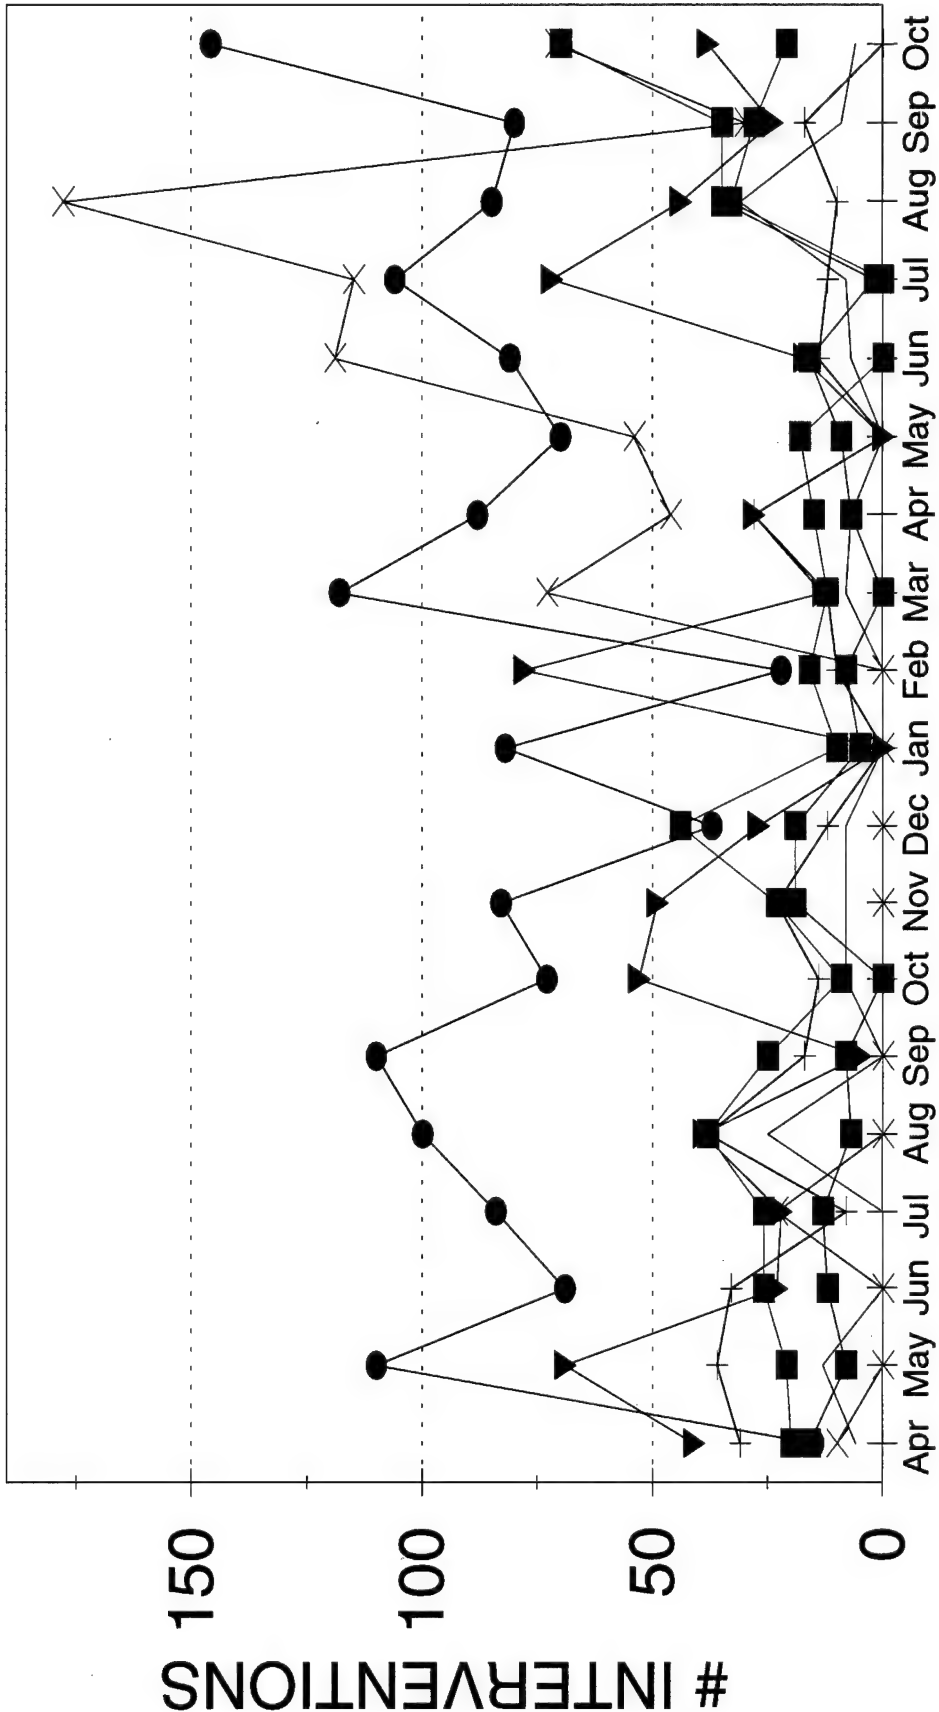 # INTERVENTIONS
150
100
50
0
Apr May Jun Jul Aug Sep Oct Nov Dec Jan Feb Mar Apr May Jun Jul Aug Sep Oct